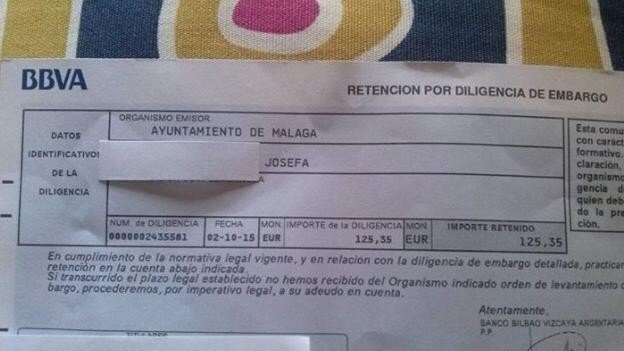 BBVA
RETENCION POR DILIGENCIA DE EMBARGO
DATOS
IDENTIFICATIVOS
DE LA
DILIGENCIA
ORGANISMO EMISOR
AYUNTAMIENTO DE MALAGA
JOSEFA
Esta comu
con caráct
formativo.
claración,
organismo
gencia d
quien deb
do la pre
ción.
NUM. de DILIGENCIA FECHA MON. IMPORTE de la DILIGENCIA MON IMPORTE RETENIDO
0000002435581 02-10-15 EUR 125,35 EUR 125,35
En cumplimiento de la normativa legal vigente, y en relación con la diligencia de embargo detallada, practicar
retención en la cuenta abajo indicada.
Si transcurrido el plazo legal establecido no hemos recibido del Organismo indicado orden de levantamiento d
bargo, procederemos, por imperativo legal, a su adeudo en cuenta.
Atentamente,
BANCO BILBAO VIZCAYA ARGENTARIA
P.P.